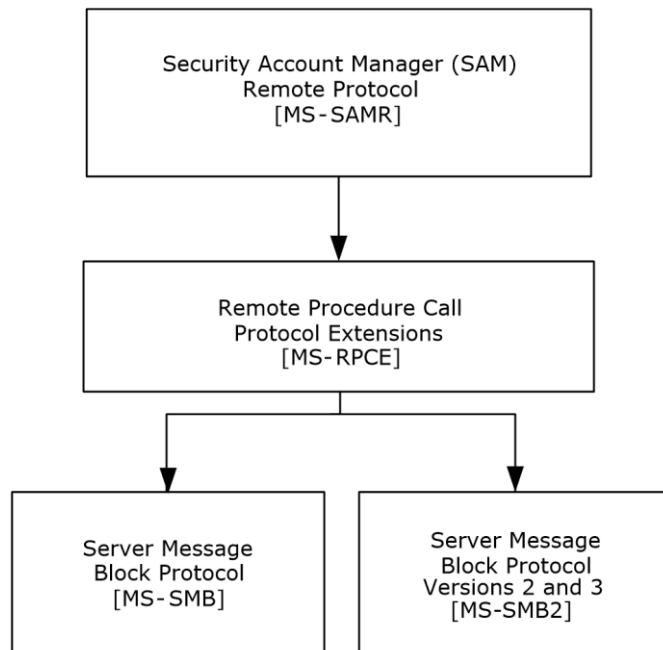 Security Account Manager (SAM)
Remote Protocol
[MS-SAMR]
Remote Procedure Call
Protocol Extensions
[MS-RPCE]
Server Message
Block Protocol
[MS-SMB]
Server Message
Block Protocol
Versions 2 and 3
[MS-SMB2]